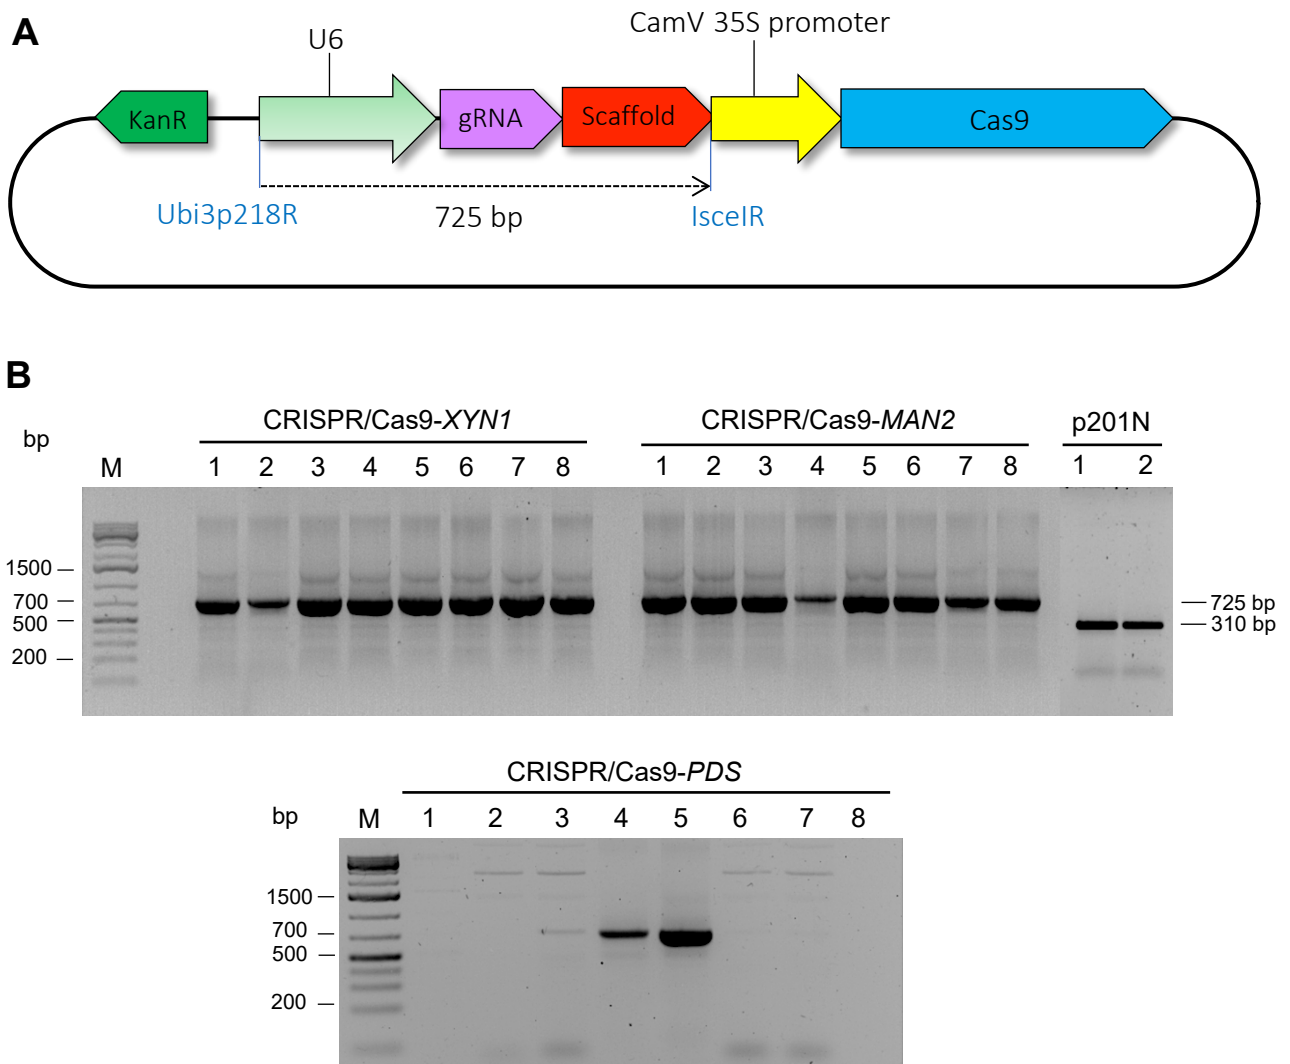 A
U6
CamV 35S promoter
KanR
gRNA
Scaffold
Cas9
Ubi3p218R
725 bp
IsceIR
B
CRISPR/Cas9-XYN1
CRISPR/Cas9-MAN2
p201N
bp
M
1 2 3 4 5 6 7 8
1 2 3 4 5 6 7 8
1 2
1500
700
500
200
725 bp
310 bp
CRISPR/Cas9-PDS
bp
M
1 2 3 4 5 6 7 8
1500
700
500
200